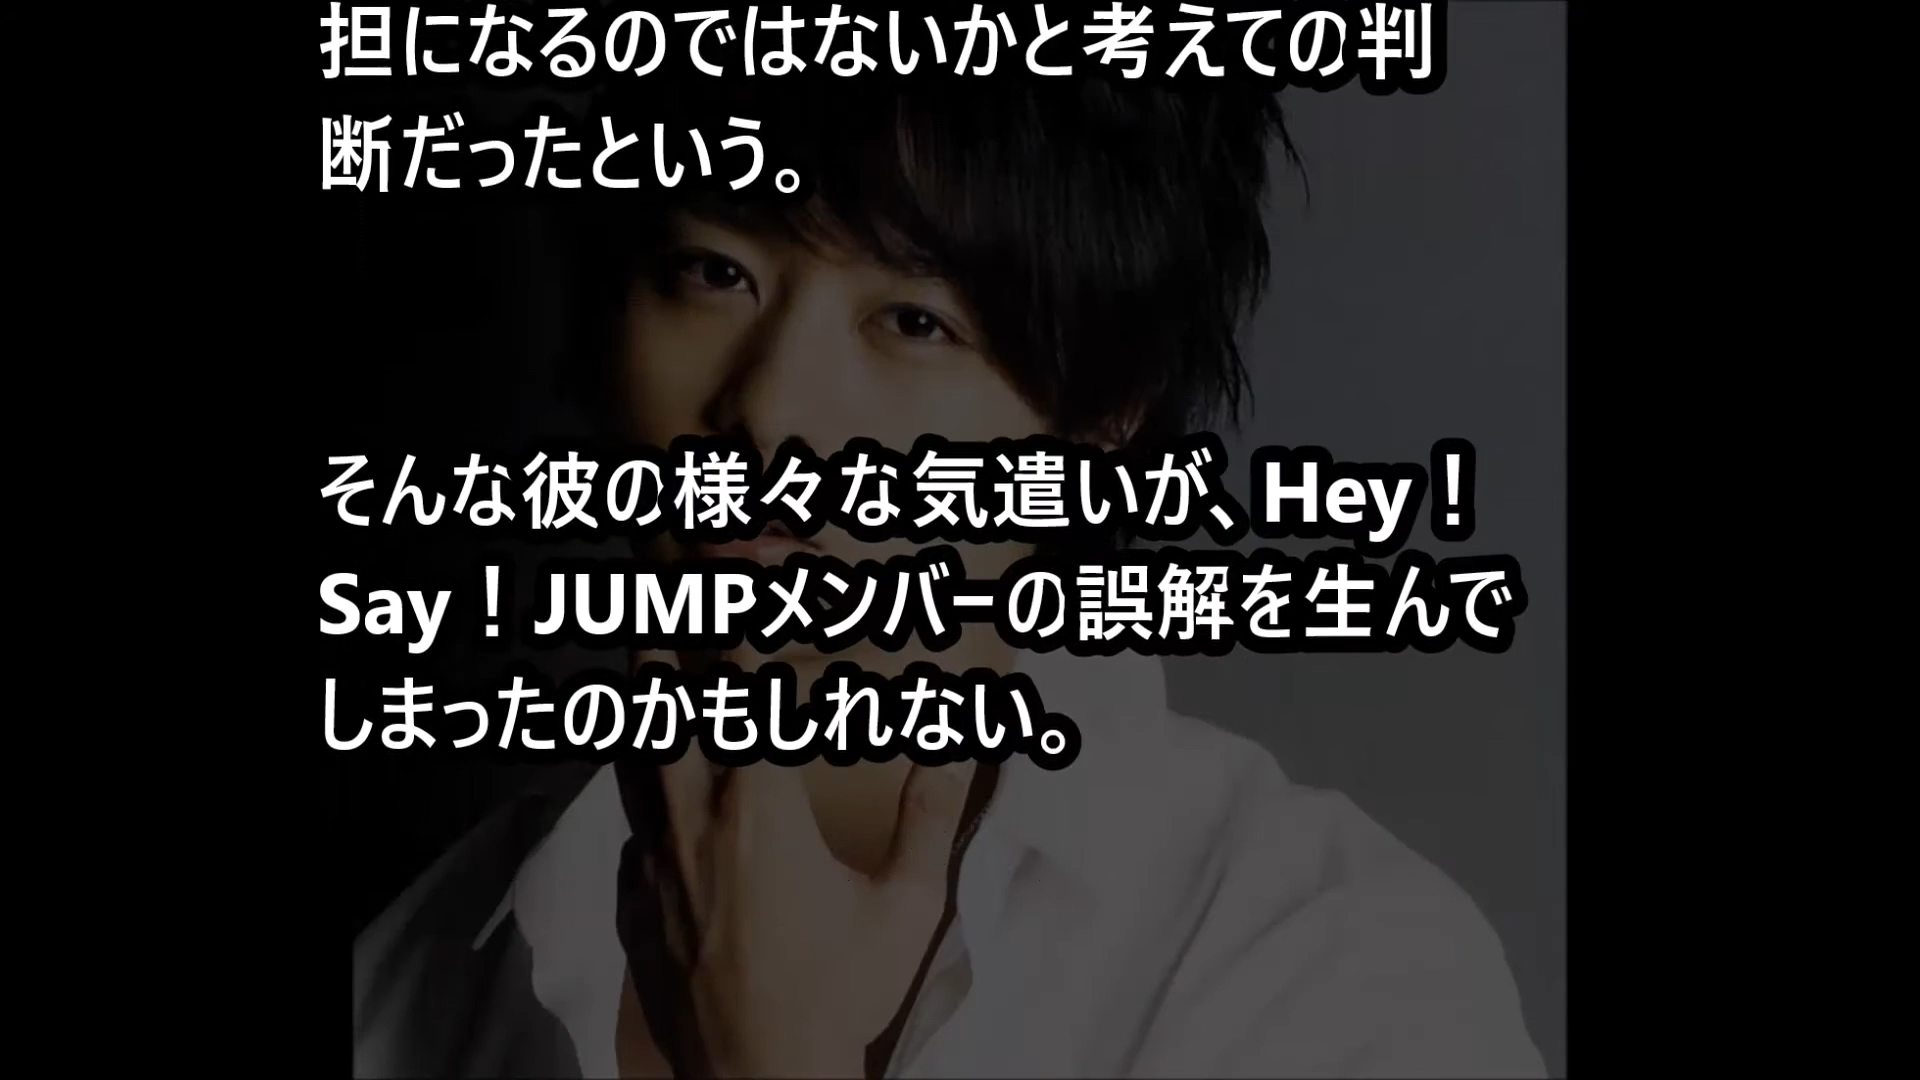 担になるのではないかと考えての判
断だったという。
そんな彼の様々な気遣いが、Hey！
Say！JUMPメンバーの誤解を生んで
しまったのかもしれない。